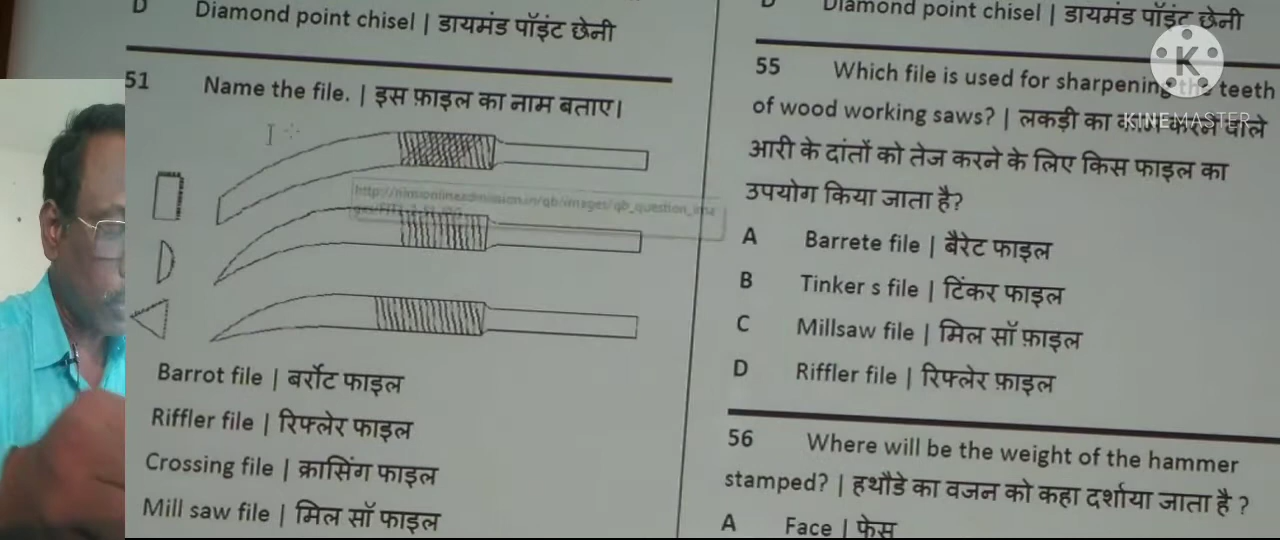 D Diamond point chisel | डायमंड पॉइंट छेनी
51 Name the file. | इस फ़ाइल का नाम बताए।
Barrot file | बर्रोट फाइल
Riffler file | रिफ्लेर फाइल
Crossing file | क्रासिंग फाइल
Mill saw file | मिल सॉ फाइल
D Diamond point chisel | डायमंड पॉइंट छेनी
55 Which file is used for sharpening the teeth
of wood working saws? | लकड़ी का काम करने वाले
आरी के दांतों को तेज करने के लिए किस फाइल का
उपयोग किया जाता है?
A Barrete file | बैरेट फाइल
B Tinker s file | टिंकर फाइल
C Millsaw file | मिल सॉ फ़ाइल
D Riffler file | रिफ्लेर फ़ाइल
56 Where will be the weight of the hammer
stamped? | हथौडे का वजन को कहा दर्शाया जाता है ?
A Face | फेस
K
KINEMASTER